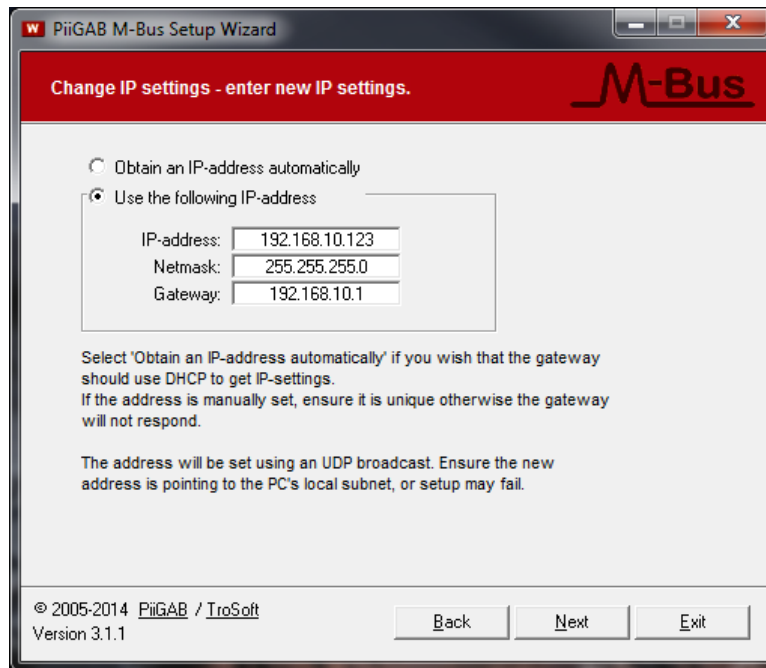 W PiiGAB M-Bus Setup Wizard
Change IP settings - enter new IP settings.
M-Bus
Obtain an IP-address automatically
Use the following IP-address
IP-address: 192.168.10.123
Netmask: 255.255.255.0
Gateway: 192.168.10.1
Select 'Obtain an IP-address automatically' if you wish that the gateway
should use DHCP to get IP-settings.
If the address is manually set, ensure it is unique otherwise the gateway
will not respond.
The address will be set using an UDP broadcast. Ensure the new
address is pointing to the PC's local subnet, or setup may fail.
© 2005-2014 PiiGAB / TroSoft
Version 3.1.1
Back Next Exit